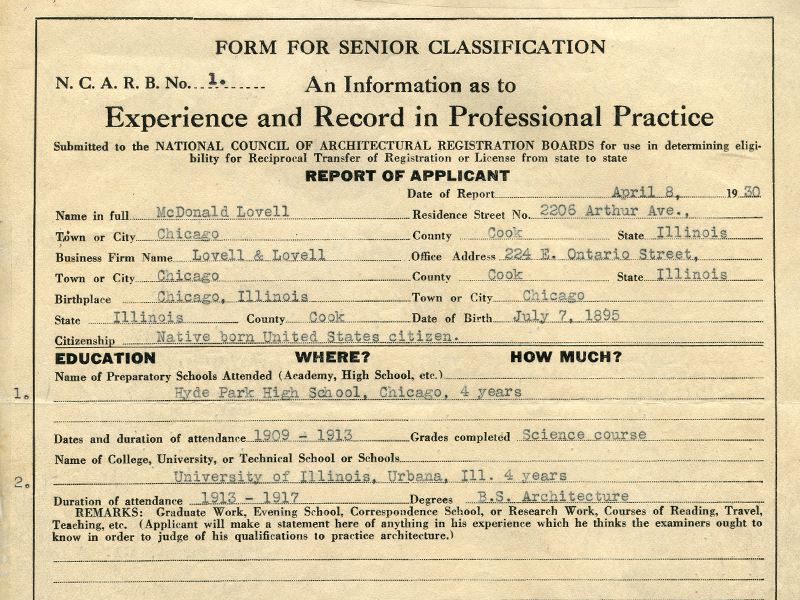 FORM FOR SENIOR CLASSIFICATION
N. C. A. R. B. No. 1. An Information as to
Experience and Record in Professional Practice
Submitted to the NATIONAL COUNCIL OF ARCHITECTURAL REGISTRATION BOARDS for use in determining eligi-
bility for Reciprocal Transfer of Registration or License from state to state
REPORT OF APPLICANT
Date of Report April 8, 19 30
Name in full McDonald Lovell Residence Street No. 2206 Arthur Ave.,
Town or City Chicago County Cook State Illinois
Business Firm Name Lovell & Lovell Office Address 224 E. Ontario Street,
Town or City Chicago County Cook State Illinois
Birthplace Chicago, Illinois Town or City Chicago
State Illinois County Cook Date of Birth July 7, 1895
Citizenship Native born United States citizen.
EDUCATION WHERE? HOW MUCH?
Name of Preparatory Schools Attended (Academy, High School, etc.)
1. Hyde Park High School, Chicago, 4 years
Dates and duration of attendance 1909 - 1913 Grades completed Science course
Name of College, University, or Technical School or Schools
2. University of Illinois, Urbana, Ill. 4 years
Duration of attendance 1913 - 1917 Degrees B.S. Architecture
REMARKS: Graduate Work, Evening School, Correspondence School, or Research Work, Courses of Reading, Travel,
Teaching, etc. (Applicant will make a statement here of anything in his experience which he thinks the examiners ought to
know in order to judge of his qualifications to practice architecture.)